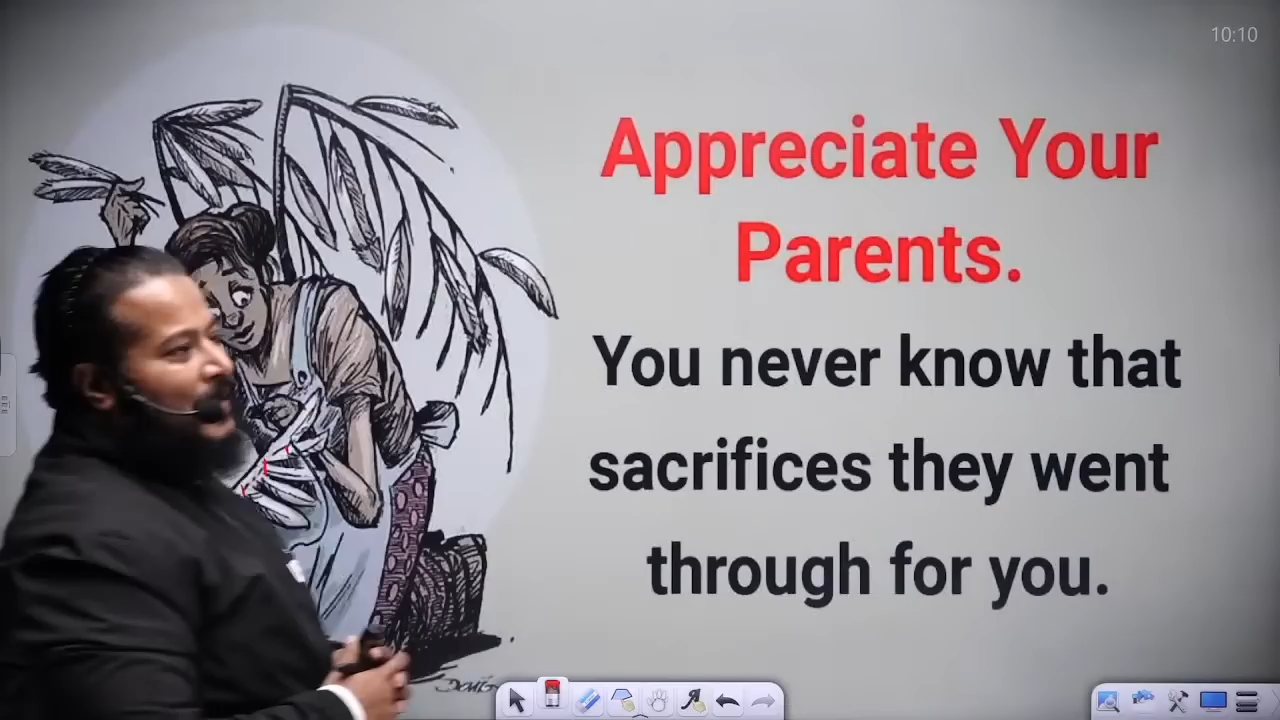 10:10
Appreciate Your
Parents.
You never know that
sacrifices they went
through for you.